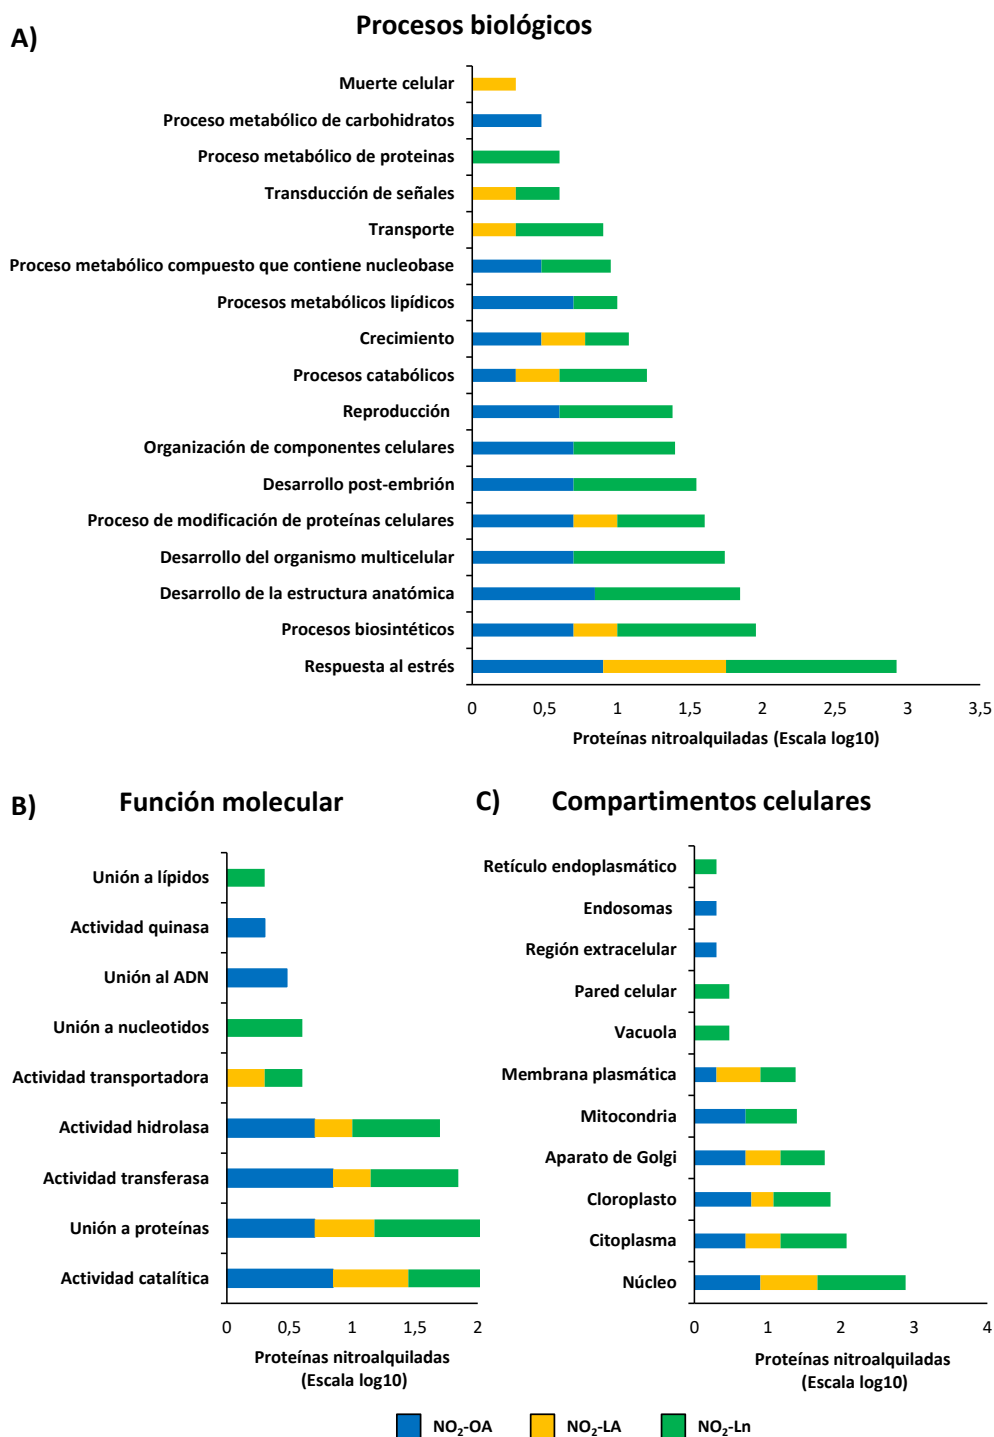 A)
Procesos biológicos
Muerte celular
Proceso metabólico de carbohidratos
Proceso metabólico de proteinas
Transducción de señales
Transporte
Proceso metabólico compuesto que contiene nucleobase
Procesos metabólicos lipídicos
Crecimiento
Procesos catabólicos
Reproducción
Organización de componentes celulares
Desarrollo post-embrión
Proceso de modificación de proteínas celulares
Desarrollo del organismo multicelular
Desarrollo de la estructura anatómica
Procesos biosintéticos
Respuesta al estrés
0 0,5 1 1,5 2 2,5 3 3,5
Proteínas nitroalquiladas (Escala log10)
B) Función molecular
Unión a lípidos
Actividad quinasa
Unión al ADN
Unión a nucleotidos
Actividad transportadora
Actividad hidrolasa
Actividad transferasa
Unión a proteínas
Actividad catalítica
0 0,5 1 1,5 2
Proteínas nitroalquiladas
(Escala log10)
C) Compartimentos celulares
Retículo endoplasmático
Endosomas
Región extracelular
Pared celular
Vacuola
Membrana plasmática
Mitocondria
Aparato de Golgi
Cloroplasto
Citoplasma
Núcleo
0 1 2 3 4
Proteínas nitroalquiladas
(Escala log10)
NO₂-OA NO₂-LA NO₂-Ln